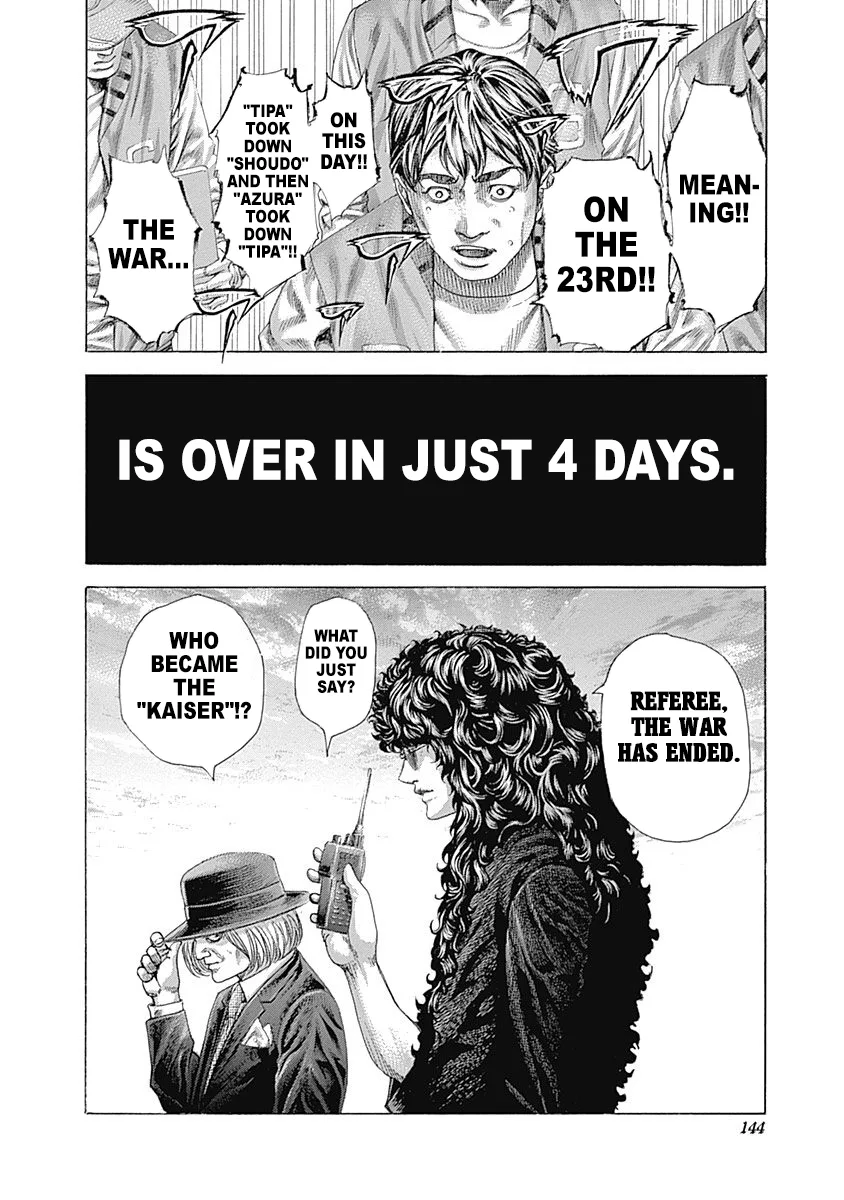 MEAN-
ING!!
ON
THE
23RD!!
ON
THIS
DAY!!
"TIPA"
TOOK
DOWN
"SHOUDO"
AND THEN
"AZURA"
TOOK
DOWN
"TIPA"!!
THE
WAR...
IS OVER IN JUST 4 DAYS.
REFEREE,
THE WAR
HAS ENDED.
WHAT
DID YOU
JUST
SAY?
WHO
BECAME
THE
"KAISER"!?
144